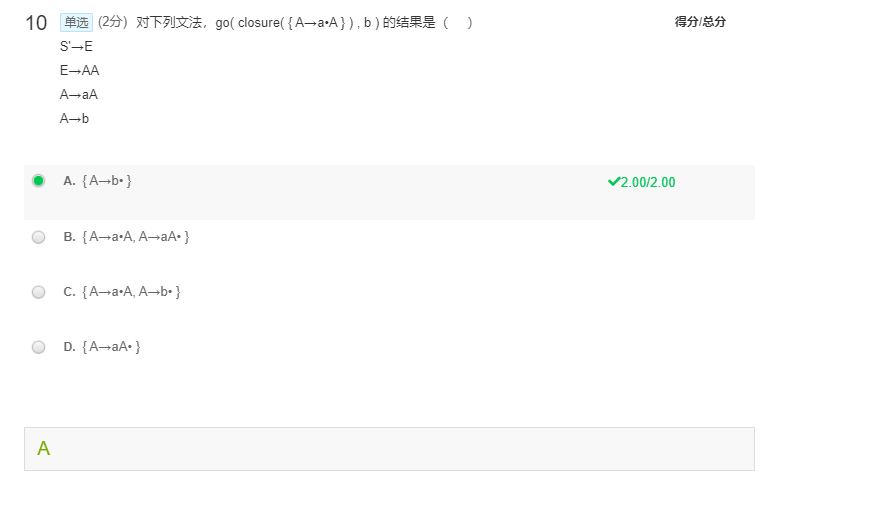 10 单选 (2分) 对下列文法，go( closure( { A→a•A } ) , b ) 的结果是（ ） 得分/总分
S'→E
E→AA
A→aA
A→b
A. { A→b• } 2.00/2.00
B. { A→a•A, A→aA• }
C. { A→a•A, A→b• }
D. { A→aA• }
A